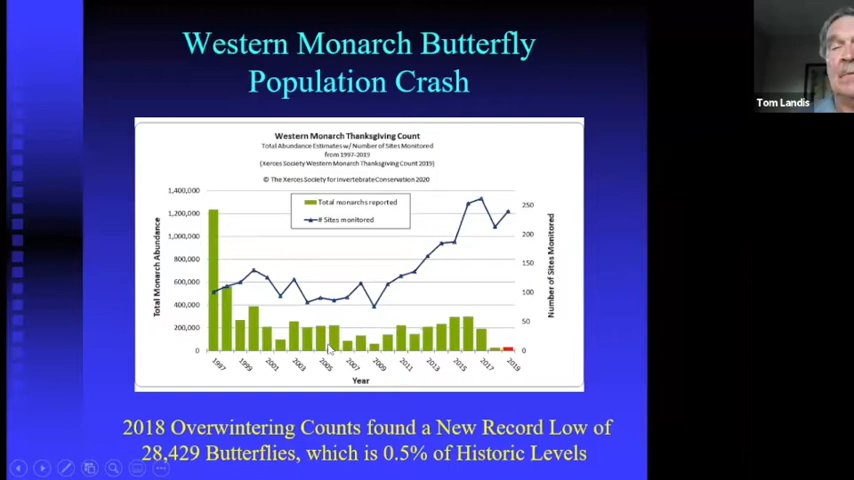 Western Monarch Butterfly
Population Crash
Tom Landis
Western Monarch Thanksgiving Count
Total Abundance Estimates w/ Number of Sites Monitored
from 1997-2019
(Xerces Society Western Monarch Thanksgiving Count 2019)
© The Xerces Society for Invertebrate Conservation 2020
Total monarchs reported
# Sites monitored
Total Monarch Abundance
1,400,000
1,200,000
1,000,000
800,000
600,000
400,000
200,000
0
250
200
150
100
50
0
Number of Sites Monitored
1997
1999
2001
2003
2005
2007
2009
2011
2013
2015
2017
2019
Year
2018 Overwintering Counts found a New Record Low of
28,429 Butterflies, which is 0.5% of Historic Levels